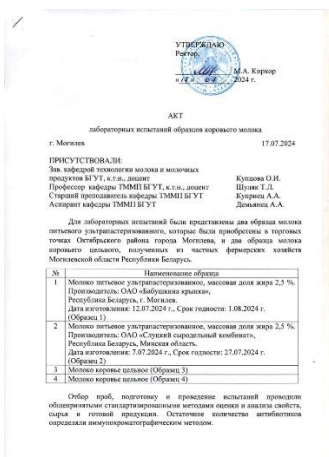 УТВЕРЖДАЮ
Ректор,
М.А. Киркор
2024 г.
АКТ
лабораторных испытаний образцов коровьего молока
г. Могилев 17.07.2024
ПРИСУТСТВОВАЛИ:
Зав. кафедрой технологии молока и молочных
продуктов БГУТ, к.т.н., доцент Купцова О.И.
Профессор кафедры ТММП БГУТ, к.т.н., доцент Шуляк Т.Л.
Старший преподаватель кафедры ТММП БГУТ Куприец А.А.
Аспирант кафедры ТММП БГУТ Демьянец А.А.
Для лабораторных испытаний были представлены два образца молока
питьевого ультрапастеризованного, которые были приобретены в торговых
точках Октябрьского района города Могилева, и два образца молока
коровьего цельного, полученных из частных фермерских хозяйств
Могилевской области Республики Беларусь.
№ Наименование образца
1 Молоко питьевое ультрапастеризованное, массовая доля жира 2,5 %.
Производитель: ОАО «Бабушкина крынка»,
Республика Беларусь, г. Могилев.
Дата изготовления: 12.07.2024 г., Срок годности: 1.08.2024 г.
(Образец 1)
2 Молоко питьевое ультрапастеризованное, массовая доля жира 2,5 %.
Производитель: ОАО «Слуцкий сыродельный комбинат»,
Республика Беларусь, Минская область.
Дата изготовления: 7.07.2024 г., Срок годности: 27.07.2024 г.
(Образец 2)
3 Молоко коровье цельное (Образец 3)
4 Молоко коровье цельное (Образец 4)
Отбор проб, подготовку и проведение испытаний проводили
общепринятыми стандартизированными методами оценки и анализа свойств,
сырья и готовой продукции. Остаточное количество антибиотиков
определяли иммунохроматографическим методом.